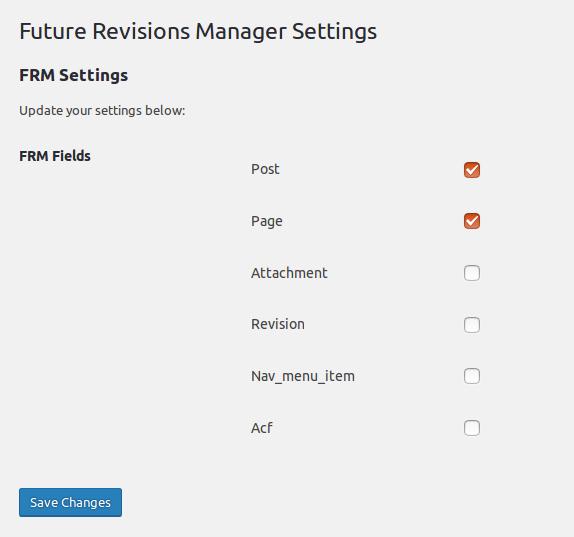 Future Revisions Manager Settings
FRM Settings
Update your settings below:
FRM Fields
Post
Page
Attachment
Revision
Nav_menu_item
Acf
Save Changes